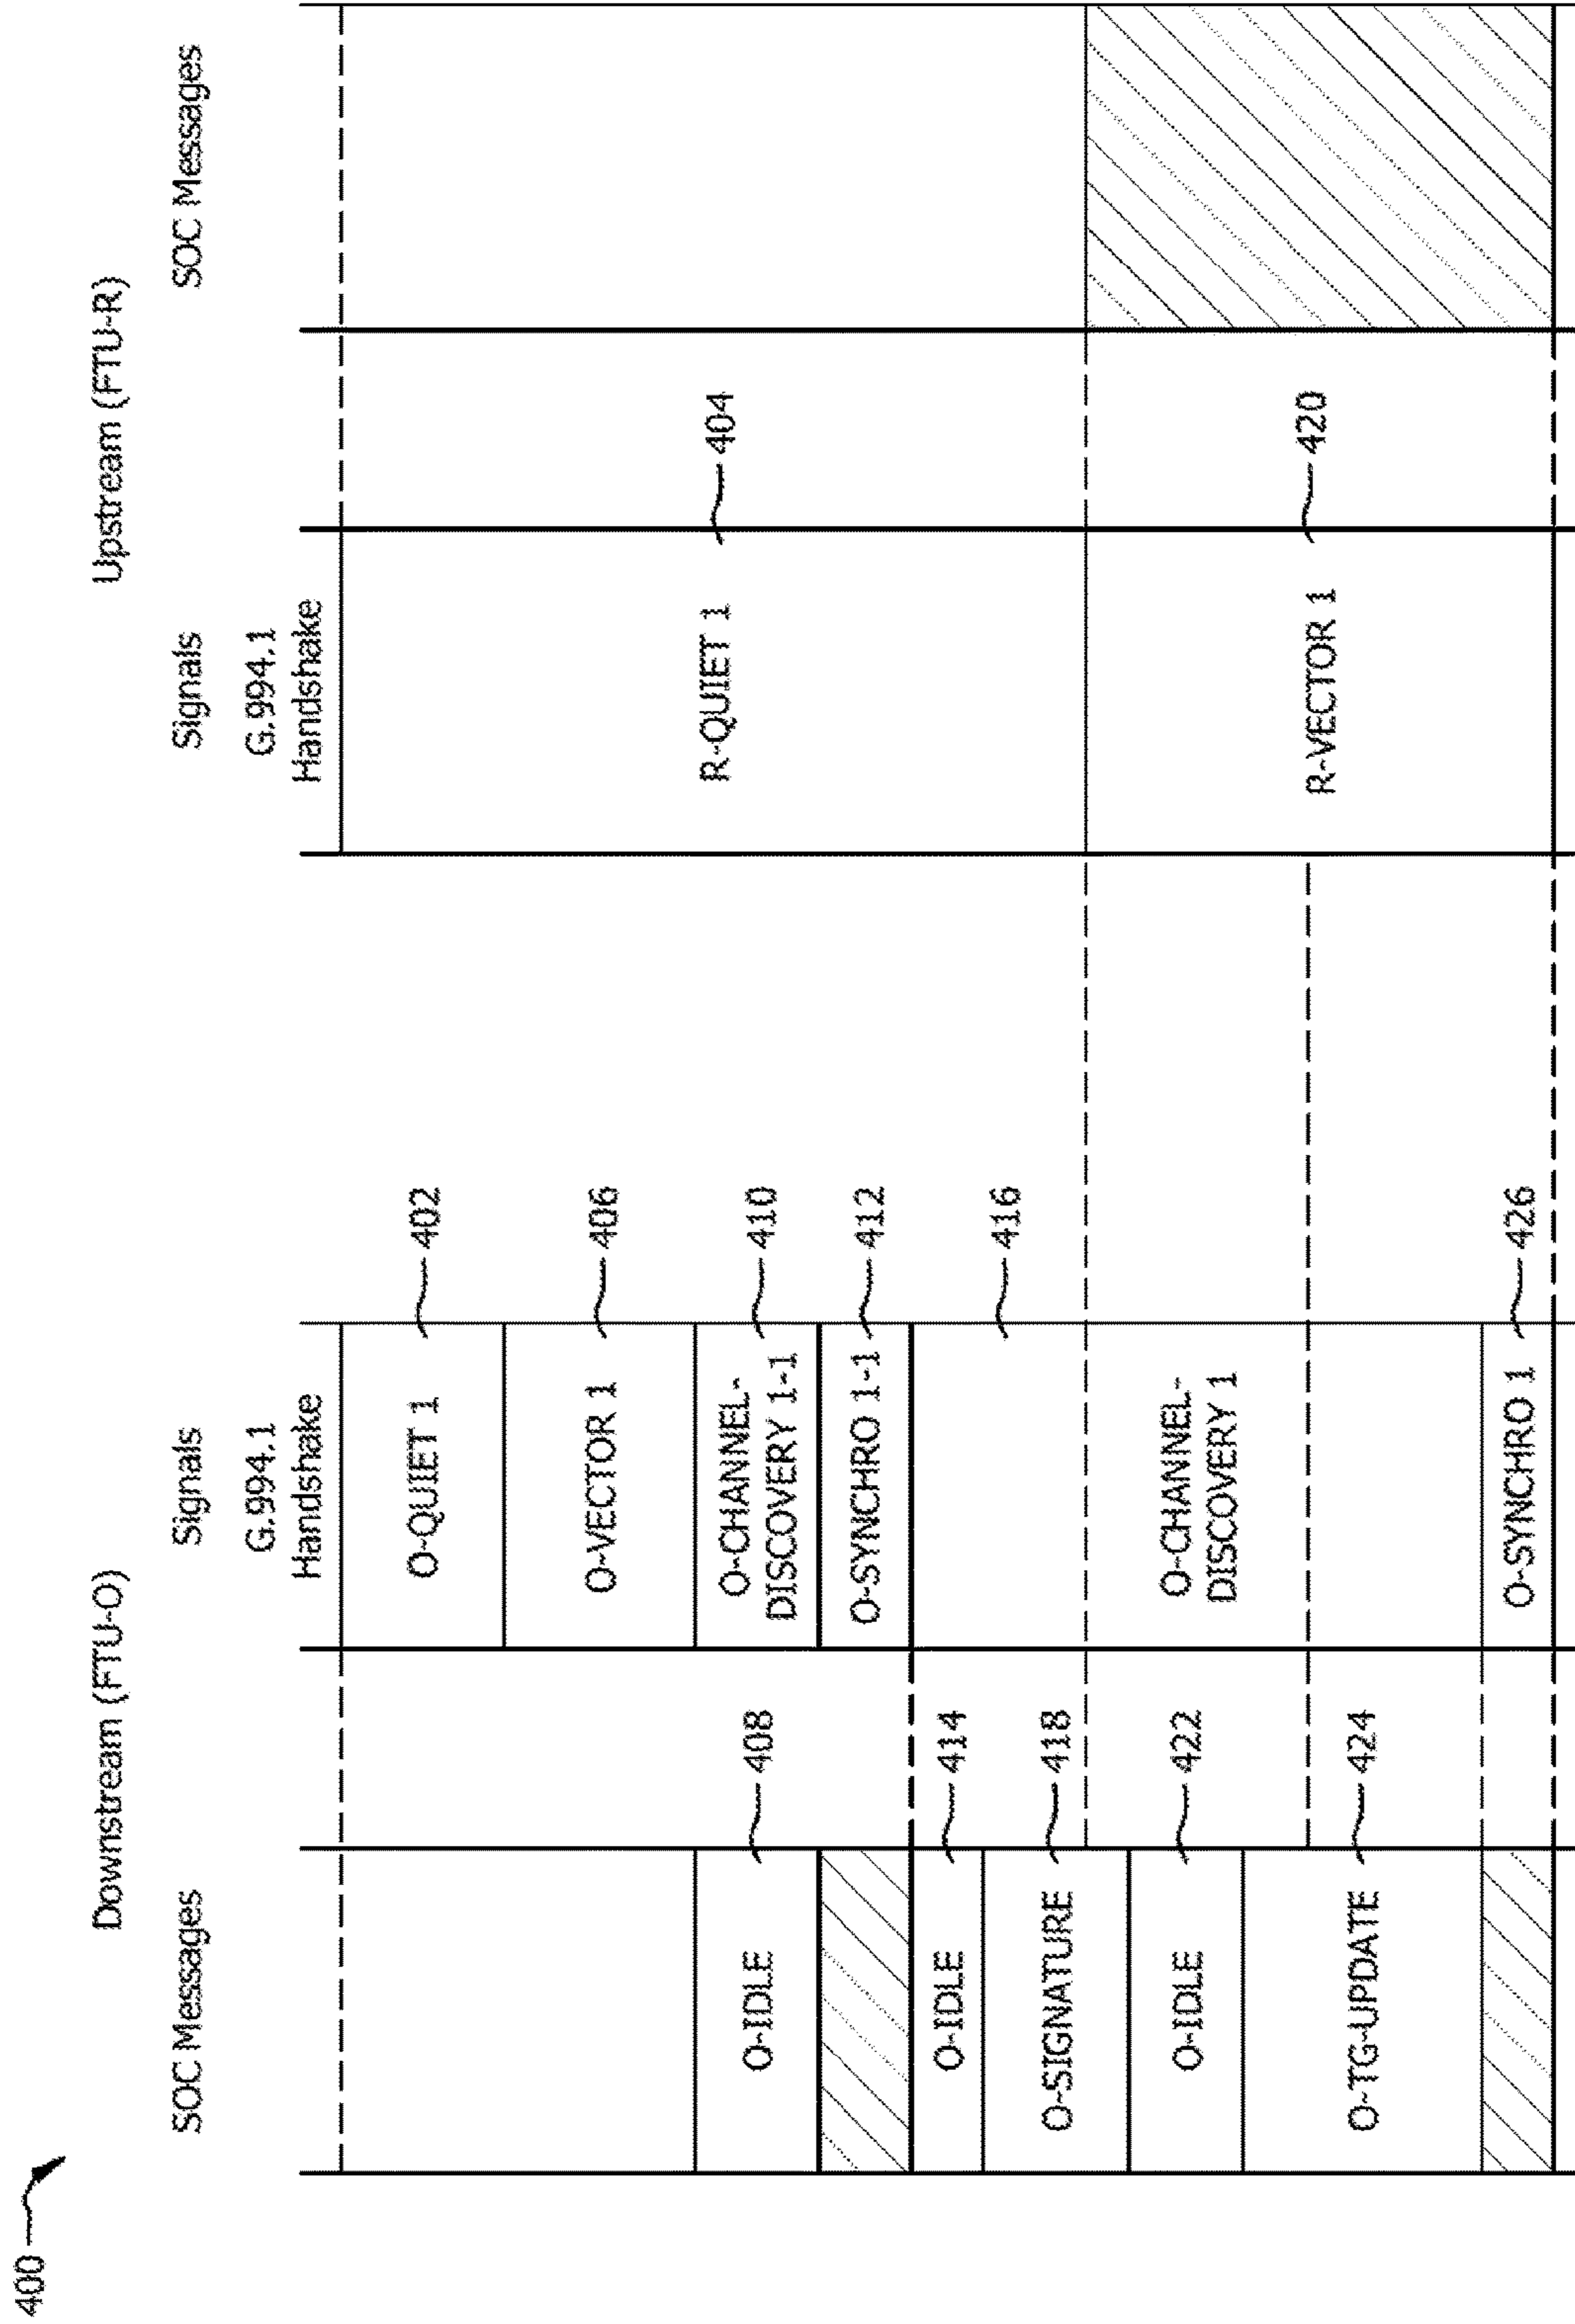 400
Downstream (FTU-O)
Upstream (FTU-R)
SOC Messages
Signals
Signals
SOC Messages
G.994.1
Handshake
G.994.1
Handshake
O-QUIET 1
402
R-QUIET 1
404
O-VECTOR 1
406
O-IDLE
408
O-CHANNEL-
DISCOVERY 1-1
410
O-SYNCHRO 1-1
412
O-IDLE
414
416
O-SIGNATURE
418
O-CHANNEL-
DISCOVERY 1
R-VECTOR 1
420
O-IDLE
422
O-TG-UPDATE
424
O-SYNCHRO 1
426